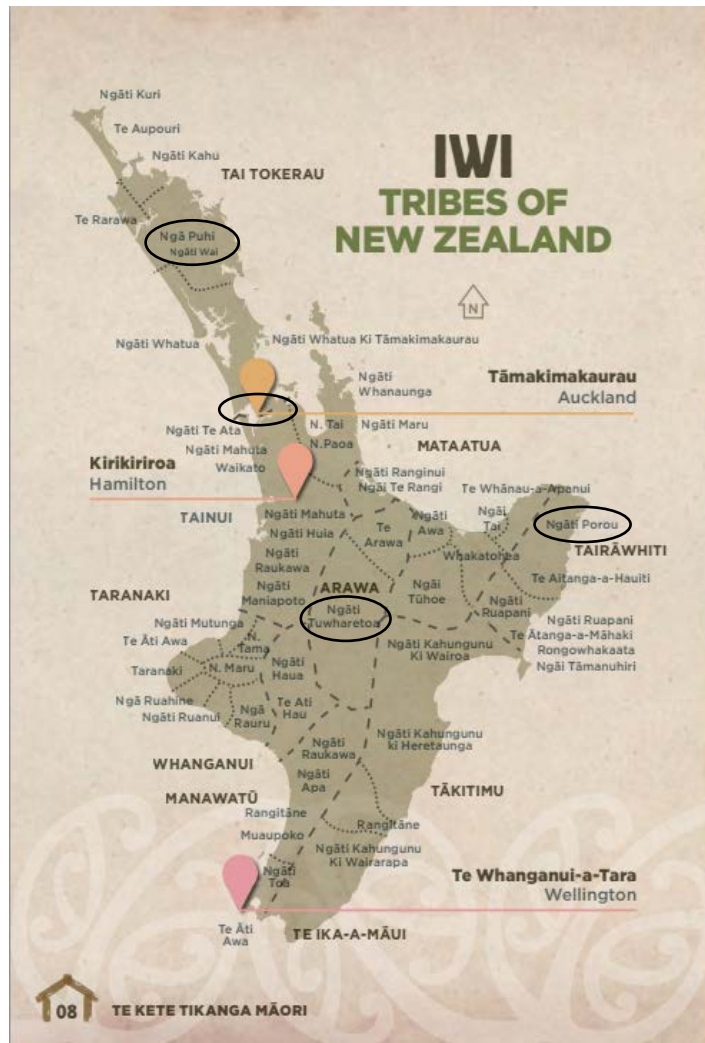 IWI
TRIBES OF
NEW ZEALAND
N
Ngāti Kuri
Te Aupouri
Ngāti Kahu
TAI TOKERAU
Te Rarawa
Ngā Puhi
Ngāti Wai
Ngāti Whatua
Ngāti Whatua Ki Tāmakimakaurau
Ngāti
Whanaunga
Tāmakimakaurau
Auckland
Ngāti Te Ata
N. Tai
Ngāti Maru
Ngāti Mahuta
N.Paoa
Waikato
MATAATUA
Kirikiriroa
Hamilton
Ngāti Ranginui
Ngāi Te Rangi
Te Whānau-a-Apanui
TAINUI
Ngāti Mahuta
Ngāti Huia
Te
Arawa
Ngāti
Awa
Ngāi
Tai
Ngāti Porou
TAIRĀWHITI
Whakatohea
Ngāti
Raukawa
Te Aitanga-a-Hauiti
TARANAKI
Ngāti
Maniapoto
ARAWA
Ngāti
Tuwharetoa
Ngāi
Tūhoe
Ngāti
Ruapani
Ngāti Mutunga
N.
Tama
Te Āti Awa
Ngāti Ruapani
Te Ātanga-a-Māhaki
Rongowhakaata
Ngāi Tāmanuhiri
Ngāti Kahungunu
Ki Wairoa
Taranaki
N. Maru
Ngāti
Haua
Ngā Ruahine
Ngāti Ruanui
Ngā
Rauru
Te Ati
Hau
Ngāti Kahungunu
ki Heretaunga
Ngāti
Raukawa
WHANGANUI
Ngāti
Apa
MANAWATŪ
TĀKITIMU
Rangitāne
Rangitāne
Muaupoko
Ngāti Kahungunu
Ki Wairarapa
Ngāti
Toa
Te Whanganui-a-Tara
Wellington
Te Āti
Awa
TE IKA-A-MĀUI
08
TE KETE TIKANGA MĀORI